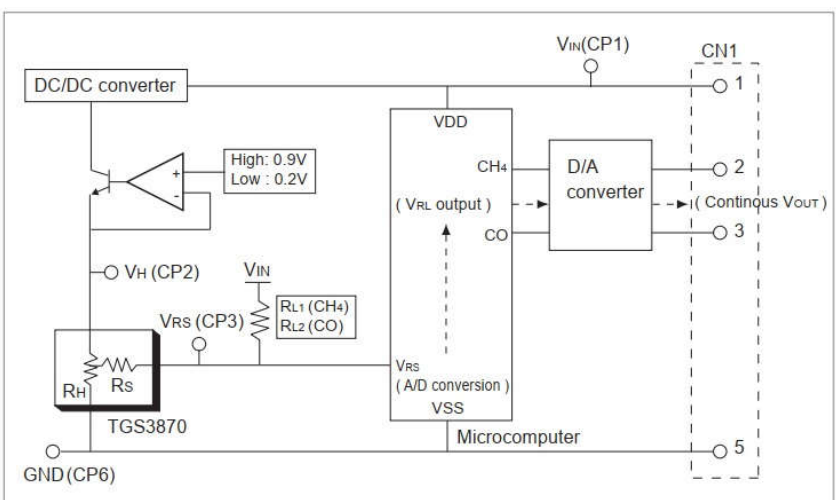 VIN(CP1)
CN1
DC/DC converter
1
VDD
High: 0.9V
Low : 0.2V
+
-
CH4
D/A
converter
2
( VRL output )
( Continous VOUT )
CO
3
VH (CP2)
VIN
RL1 (CH4)
RL2 (CO)
VRS (CP3)
VRS
( A/D conversion )
RH
RS
VSS
TGS3870
Microcomputer
5
GND (CP6)